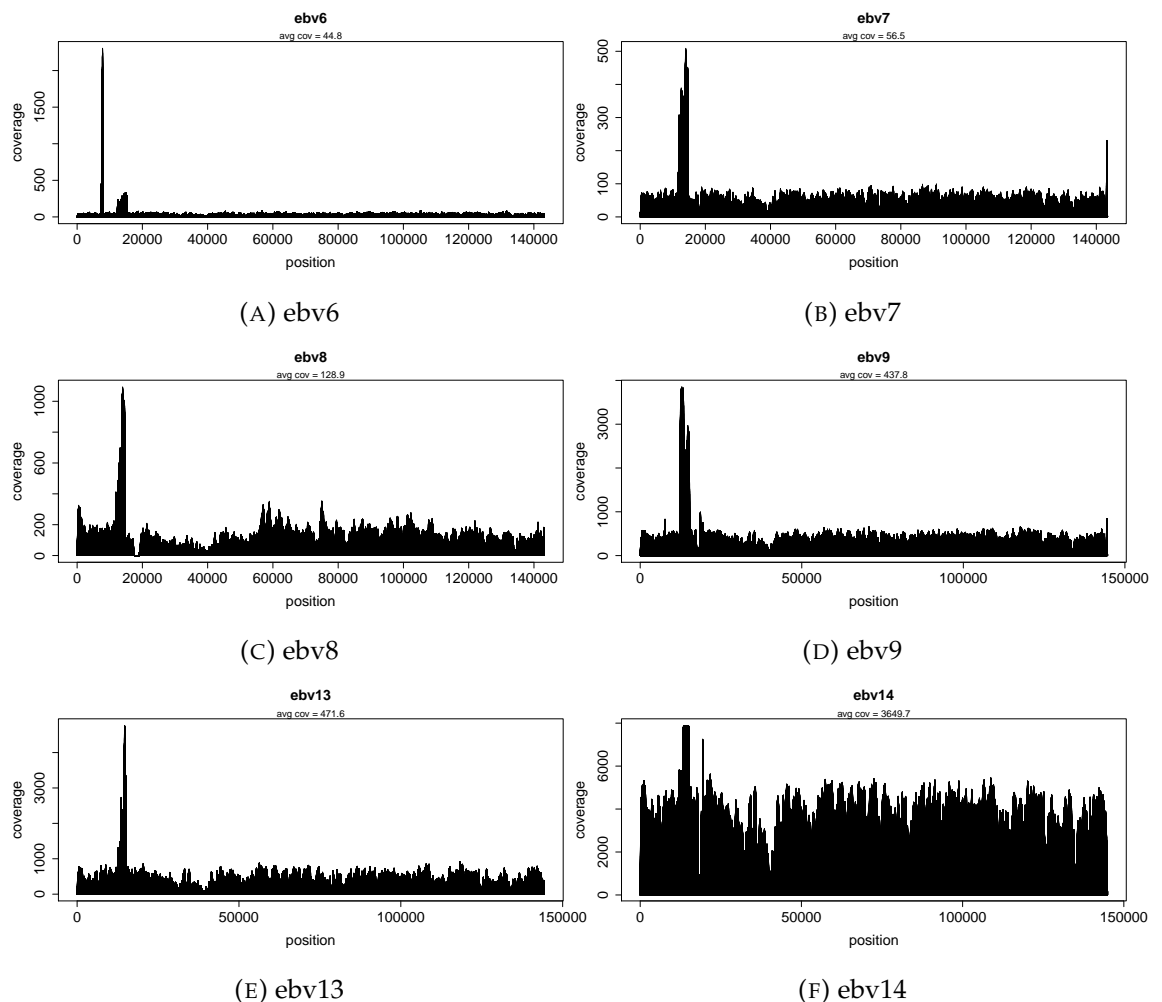 ebv6
avg cov = 44.8
coverage
0 500 1500
0 20000 40000 60000 80000 100000 120000 140000
position
(A) ebv6
ebv7
avg cov = 56.5
coverage
0 100 300 500
0 20000 40000 60000 80000 100000 120000 140000
position
(B) ebv7
ebv8
avg cov = 128.9
coverage
0 200 600 1000
0 20000 40000 60000 80000 100000 120000 140000
position
(C) ebv8
ebv9
avg cov = 437.8
coverage
0 1000 3000
0 50000 100000 150000
position
(D) ebv9
ebv13
avg cov = 471.6
coverage
0 1000 3000
0 50000 100000 150000
position
(E) ebv13
ebv14
avg cov = 3649.7
coverage
0 2000 6000
0 50000 100000 150000
position
(F) ebv14